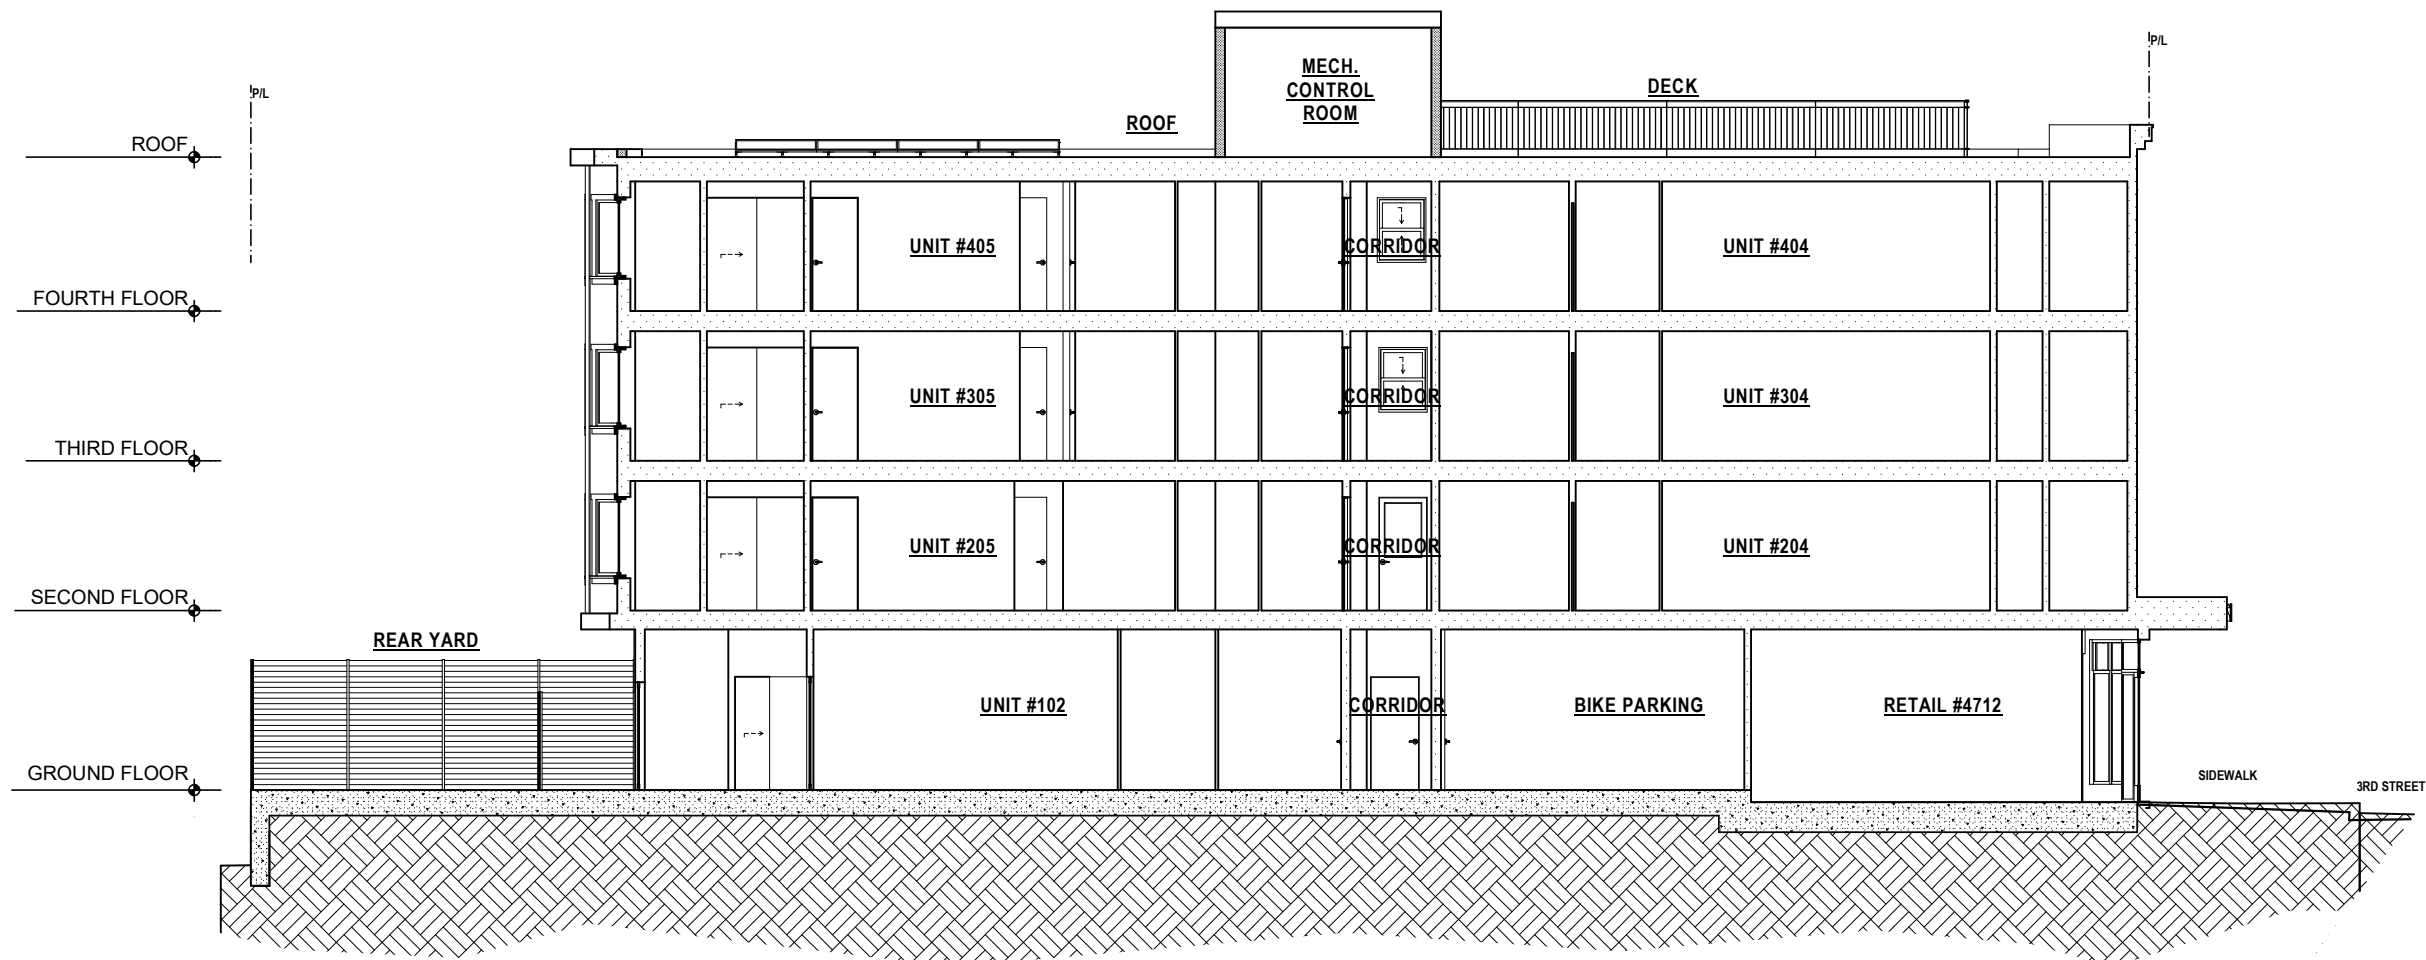 P/L
MECH.
CONTROL
ROOM
DECK
P/L
ROOF
ROOF
UNIT #405
CORRIDOR
UNIT #404
FOURTH FLOOR
UNIT #305
CORRIDOR
UNIT #304
THIRD FLOOR
UNIT #205
CORRIDOR
UNIT #204
SECOND FLOOR
REAR YARD
UNIT #102
CORRIDOR
BIKE PARKING
RETAIL #4712
GROUND FLOOR
SIDEWALK
3RD STREET